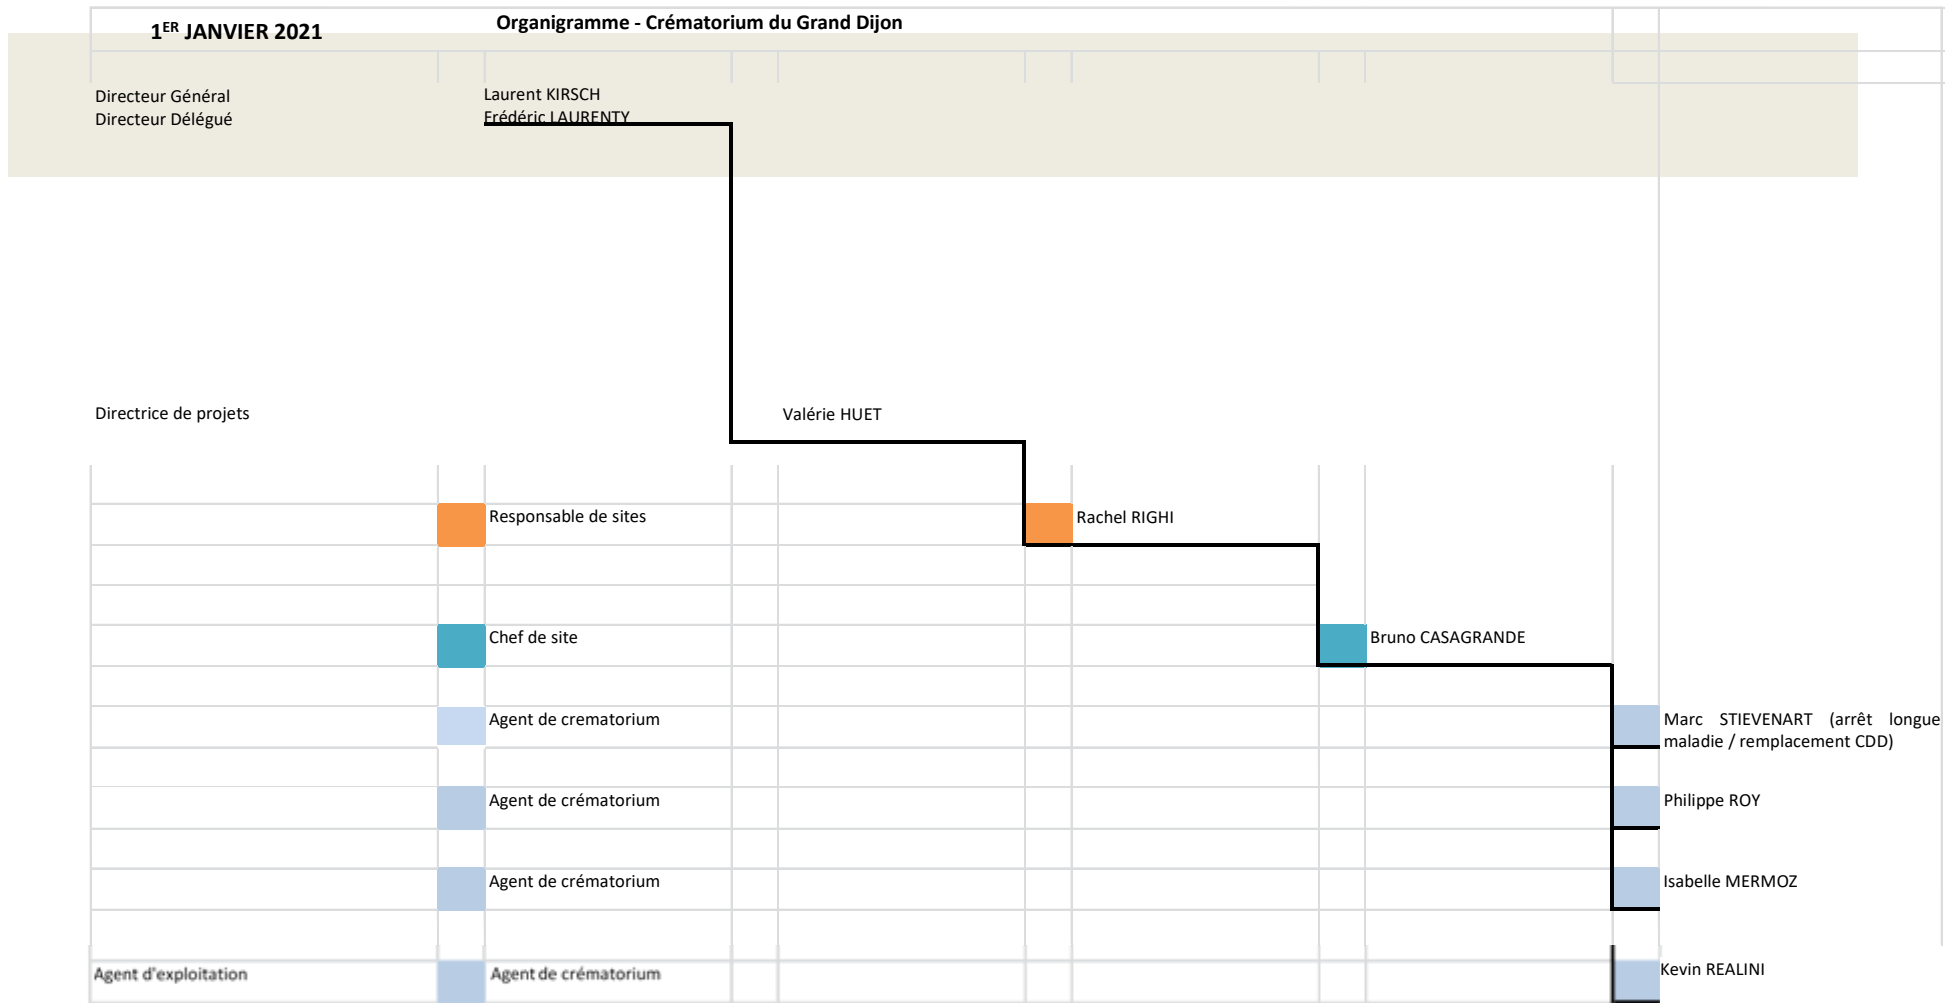 1ER JANVIER 2021
Organigramme - Crématorium du Grand Dijon
Directeur Général
Laurent KIRSCH
Directeur Délégué
Frédéric LAURENTY
Directrice de projets
Valérie HUET
Responsable de sites
Rachel RIGHI
Chef de site
Bruno CASAGRANDE
Agent de crematorium
Marc STIEVENART (arrêt longue
maladie / remplacement CDD)
Agent de crématorium
Philippe ROY
Agent de crématorium
Isabelle MERMOZ
Agent d'exploitation
Agent de crématorium
Kevin REALINI